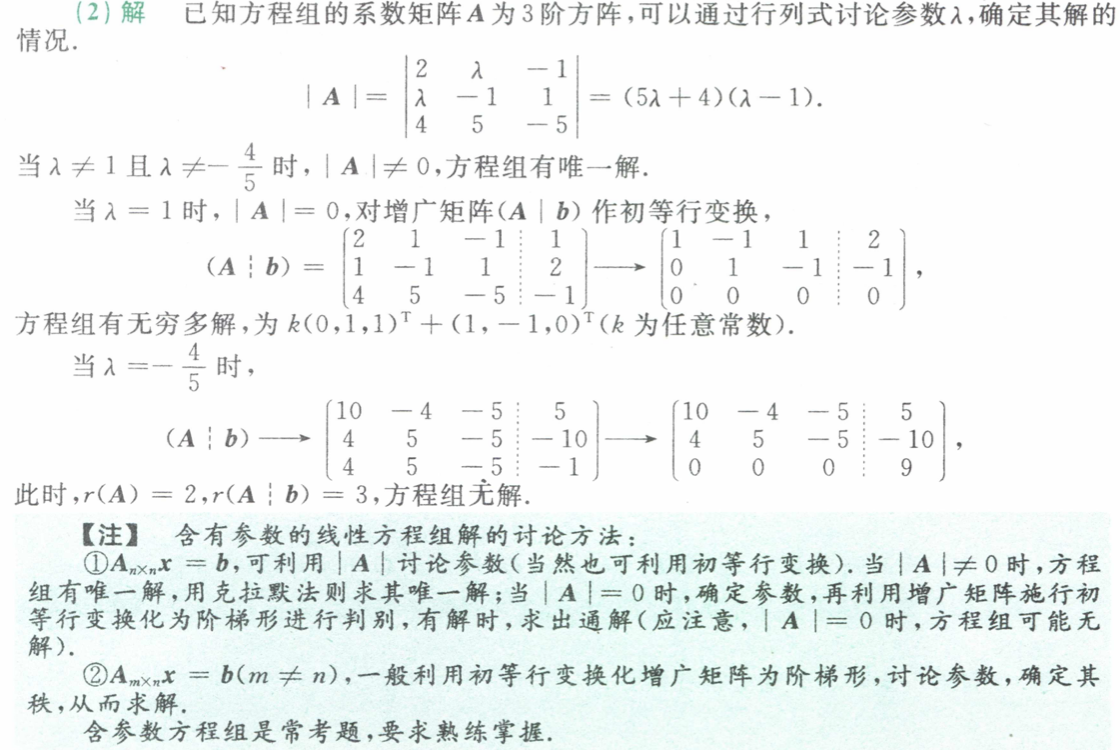 (2) 解 已知方程组的系数矩阵 A 为 3 阶方阵,可以通过行列式讨论参数 λ,确定其解的
情况.
| A | = | 2 λ −1 ; λ −1 1 ; 4 5 −5 | = (5λ+4)(λ−1).
当 λ ≠ 1 且 λ ≠ − 4/5 时, | A | ≠ 0,方程组有唯一解.
当 λ = 1 时, | A | = 0,对增广矩阵(A | b) 作初等行变换,
(A ⋮ b) = (2 1 −1 ⋮ 1 ; 1 −1 1 ⋮ 2 ; 4 5 −5 ⋮ −1) → (1 −1 1 ⋮ 2 ; 0 1 −1 ⋮ −1 ; 0 0 0 ⋮ 0),
方程组有无穷多解,为 k(0,1,1)ᵀ + (1,−1,0)ᵀ(k 为任意常数).
当 λ = − 4/5 时,
(A ⋮ b) → (10 −4 −5 ⋮ 5 ; 4 5 −5 ⋮ −10 ; 4 5 −5 ⋮ −1) → (10 −4 −5 ⋮ 5 ; 4 5 −5 ⋮ −10 ; 0 0 0 ⋮ 9),
此时,r(A) = 2,r(A ⋮ b) = 3,方程组无解.
【注】 含有参数的线性方程组解的讨论方法:
①Aₙ×ₙx = b,可利用 | A | 讨论参数(当然也可利用初等行变换).当 | A | ≠ 0 时,方程
组有唯一解,用克拉默法则求其唯一解;当 | A | = 0 时,确定参数,再利用增广矩阵施行初
等行变换化为阶梯形进行判别,有解时,求出通解(应注意, | A | = 0 时,方程组可能无
解).
②Aₘ×ₙx = b(m ≠ n),一般利用初等行变换化增广矩阵为阶梯形,讨论参数,确定其
秩,从而求解.
含参数方程组是常考题,要求熟练掌握.